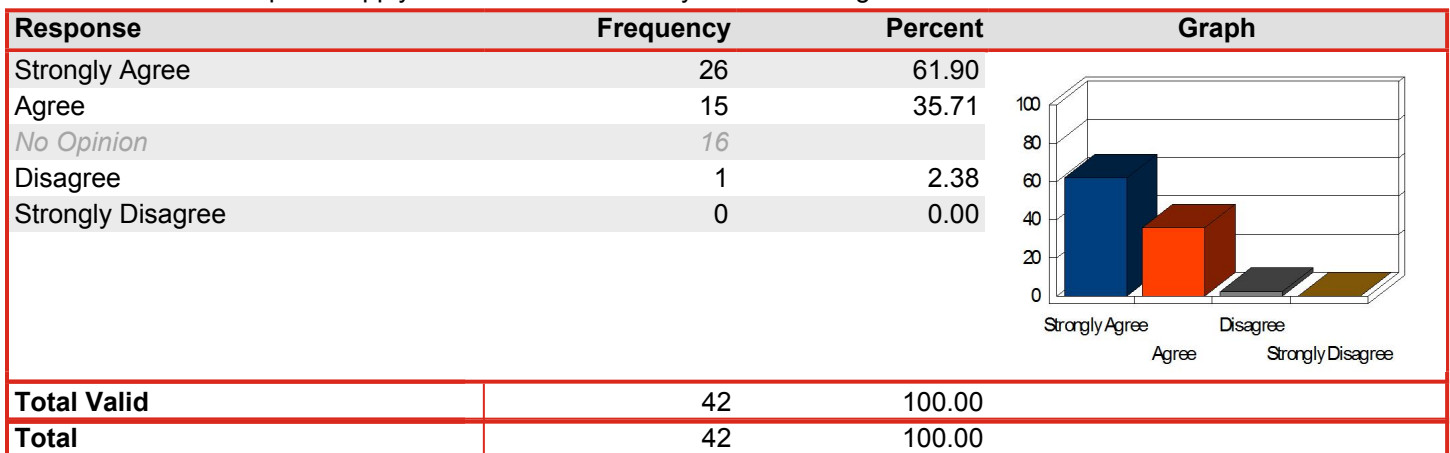 Response Frequency Percent Graph
Strongly Agree 26 61.90
Agree 15 35.71
No Opinion 16
Disagree 1 2.38
Strongly Disagree 0 0.00
100
80
60
40
20
0
Strongly Agree Disagree
Agree Strongly Disagree
Total Valid 42 100.00
Total 42 100.00